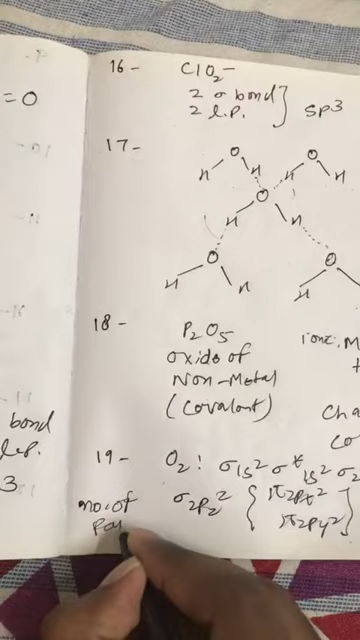 = 0
16 - ClO₂⁻
2 σ bond
2 l.p. } sp³
17 -
O O
H H H H
O
H H
O O
H H H
18 - P₂O₅
oxide of
Non-Metal
(Covalent)
bond
l.p.
3
19 - O₂ : σ1s² σ*1s² σ2
no. of σ2pz² { π2px²
π2py² }